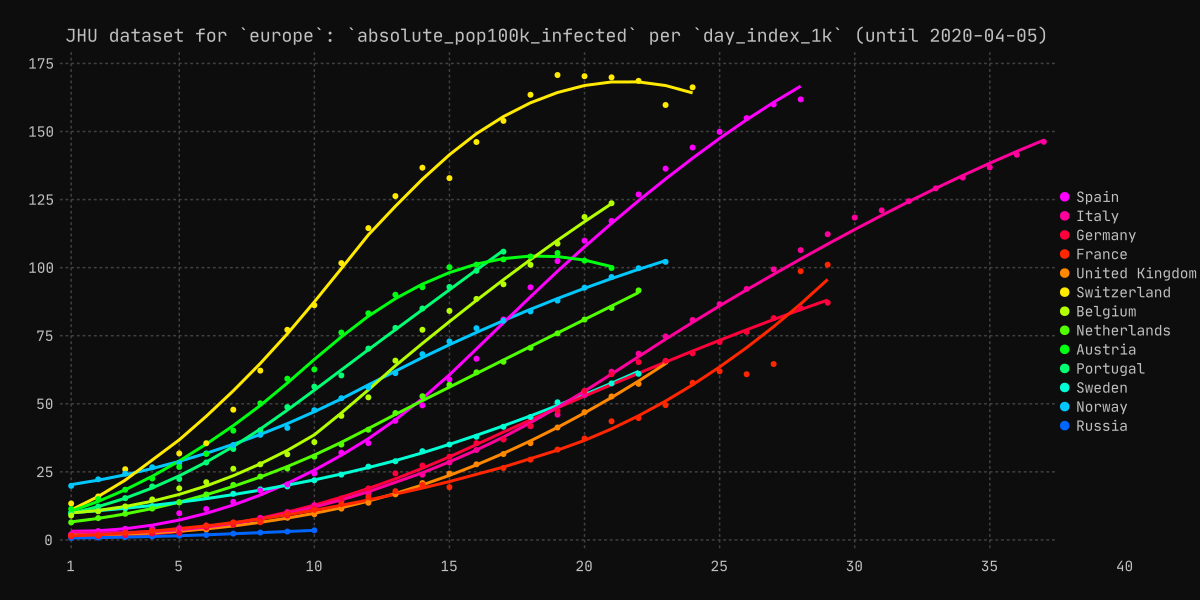 JHU dataset for `europe`: `absolute_pop100k_infected` per `day_index_1k` (until 2020-04-05)
175
150
125
100
75
50
25
0
1 5 10 15 20 25 30 35 40
Spain
Italy
Germany
France
United Kingdom
Switzerland
Belgium
Netherlands
Austria
Portugal
Sweden
Norway
Russia